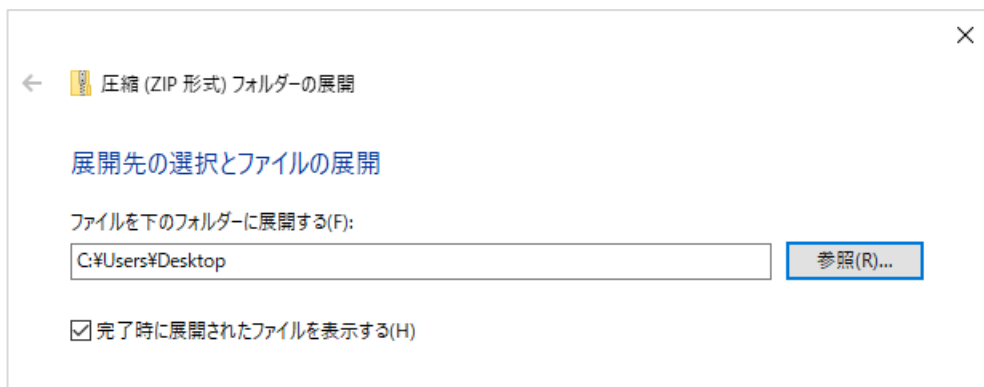 圧縮 (ZIP 形式) フォルダーの展開
展開先の選択とファイルの展開
ファイルを下のフォルダーに展開する(F):
C:¥Users¥Desktop
参照(R)...
完了時に展開されたファイルを表示する(H)